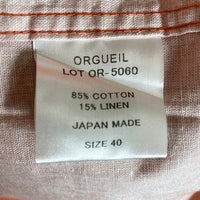 ORGUEIL
LOT OR-5060
85% COTTON
15% LINEN
JAPAN MADE
SIZE 40